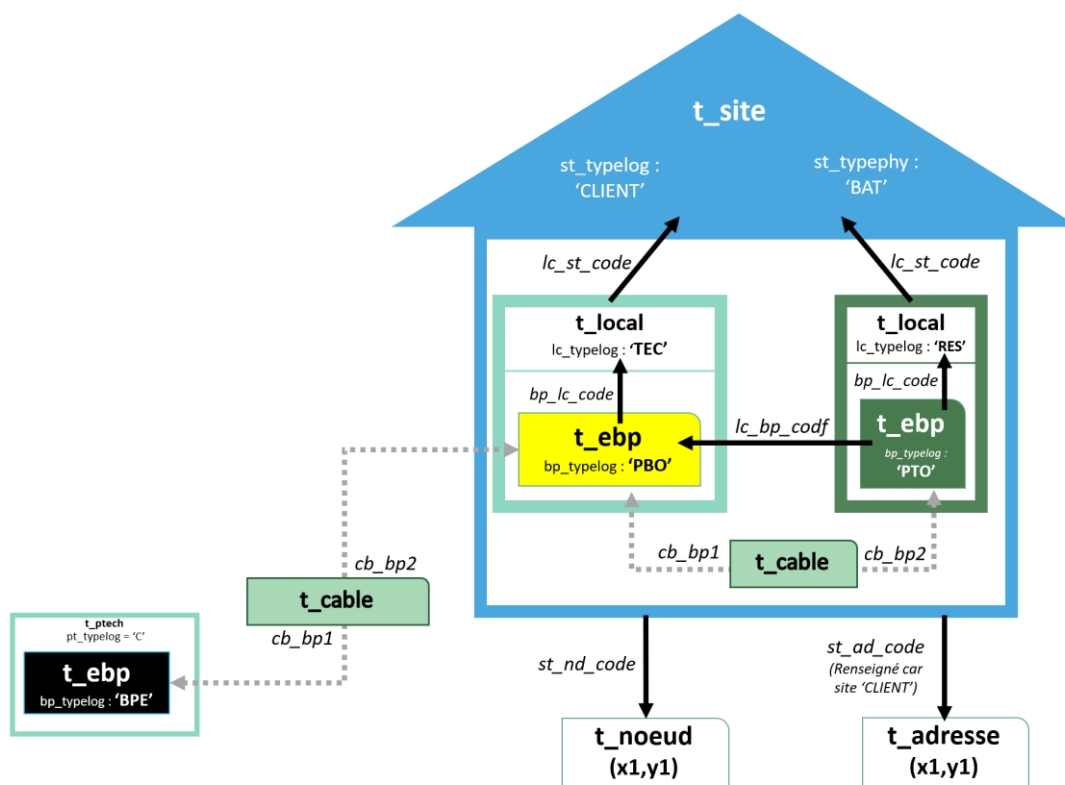 t_site
st_typelog :
‘CLIENT’
st_typephy :
‘BAT’
lc_st_code
lc_st_code
t_local
lc_typelog : ‘TEC’
t_local
lc_typelog : ‘RES’
bp_lc_code
bp_lc_code
t_ebp
bp_typelog : ‘PBO’
lc_bp_codf
t_ebp
bp_typelog :
‘PTO’
cb_bp1
t_cable
cb_bp2
cb_bp2
t_cable
cb_bp1
t_ptech
pt_typelog = ‘C’
t_ebp
bp_typelog : ‘BPE’
st_nd_code
st_ad_code
(Renseigné car
site ‘CLIENT’)
t_noeud
(x1,y1)
t_adresse
(x1,y1)